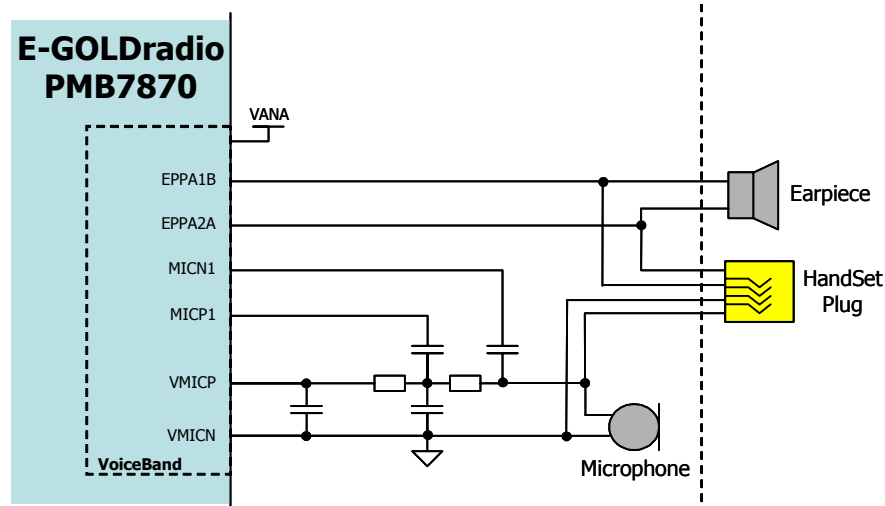 E-GOLDradio
PMB7870
VANA
EPPA1B
EPPA2A
MICN1
MICP1
VMICP
VMICN
VoiceBand
Earpiece
HandSet
Plug
Microphone